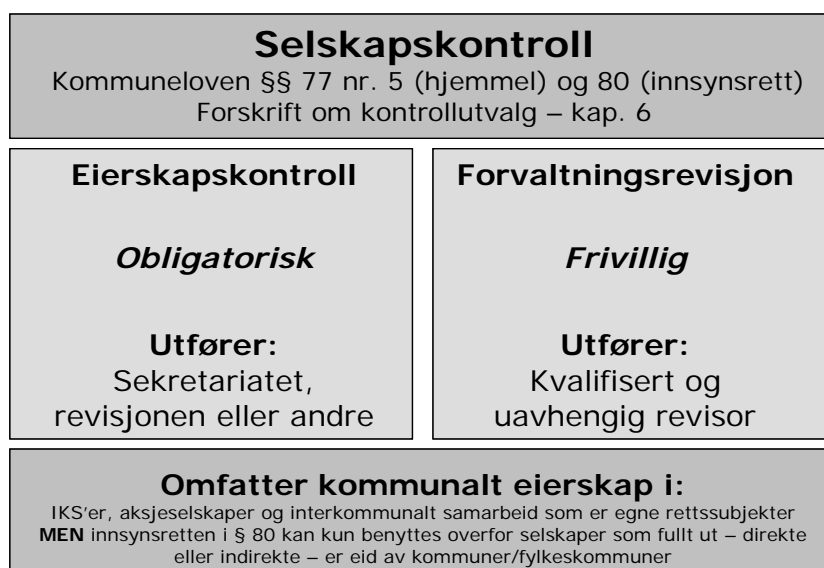 Selskapskontroll
Kommuneloven §§ 77 nr. 5 (hjemmel) og 80 (innsynsrett)
Forskrift om kontrollutvalg – kap. 6
Eierskapskontroll
Obligatorisk
Utfører:
Sekretariatet,
revisjonen eller andre
Forvaltningsrevisjon
Frivillig
Utfører:
Kvalifisert og
uavhengig revisor
Omfatter kommunalt eierskap i:
IKS'er, aksjeselskaper og interkommunalt samarbeid som er egne rettssubjekter
MEN innsynsretten i § 80 kan kun benyttes overfor selskaper som fullt ut – direkte
eller indirekte – er eid av kommuner/fylkeskommuner